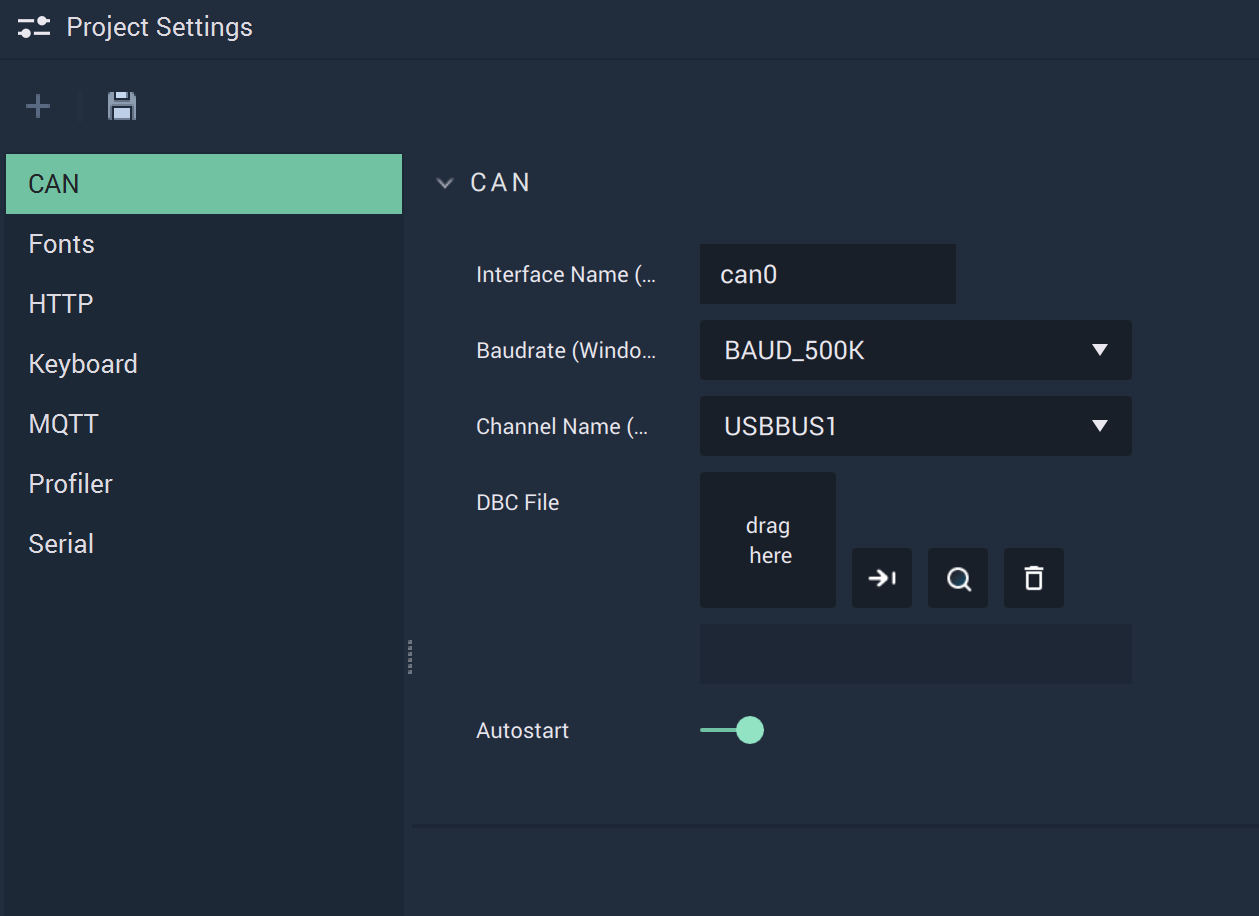 Project Settings
CAN
Fonts
HTTP
Keyboard
MQTT
Profiler
Serial
CAN
Interface Name (...
can0
Baudrate (Windo...
BAUD_500K
Channel Name (...
USBBUS1
DBC File
drag
here
Autostart